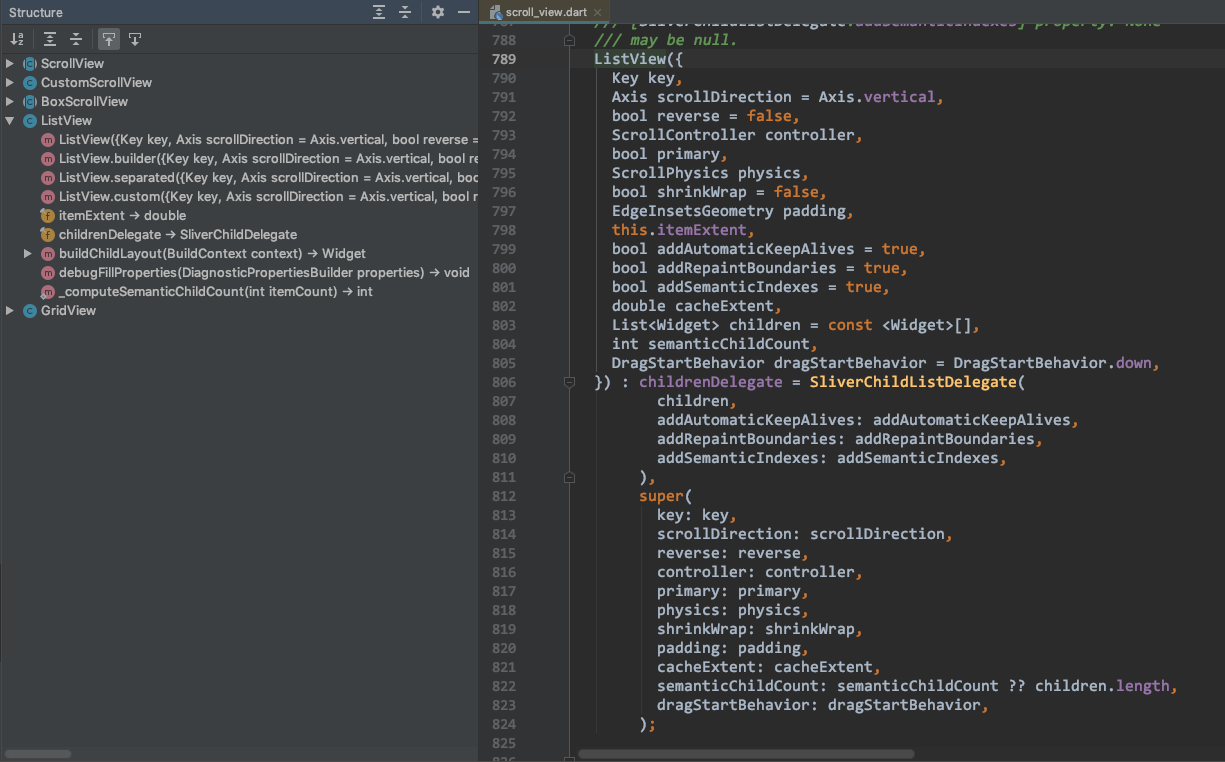 Structure
ScrollView
CustomScrollView
BoxScrollView
ListView
ListView({Key key, Axis scrollDirection = Axis.vertical, bool reverse =
ListView.builder({Key key, Axis scrollDirection = Axis.vertical, bool re
ListView.separated({Key key, Axis scrollDirection = Axis.vertical, boo
ListView.custom({Key key, Axis scrollDirection = Axis.vertical, bool r
itemExtent → double
childrenDelegate → SliverChildDelegate
buildChildLayout(BuildContext context) → Widget
debugFillProperties(DiagnosticPropertiesBuilder properties) → void
_computeSemanticChildCount(int itemCount) → int
GridView
scroll_view.dart
/// [SliverChildListDelegate.addSemanticIndexes] property. None
788 /// may be null.
789 ListView({
790 Key key,
791 Axis scrollDirection = Axis.vertical,
792 bool reverse = false,
793 ScrollController controller,
794 bool primary,
795 ScrollPhysics physics,
796 bool shrinkWrap = false,
797 EdgeInsetsGeometry padding,
798 this.itemExtent,
799 bool addAutomaticKeepAlives = true,
800 bool addRepaintBoundaries = true,
801 bool addSemanticIndexes = true,
802 double cacheExtent,
803 List<Widget> children = const <Widget>[],
804 int semanticChildCount,
805 DragStartBehavior dragStartBehavior = DragStartBehavior.down,
806 }) : childrenDelegate = SliverChildListDelegate(
807 children,
808 addAutomaticKeepAlives: addAutomaticKeepAlives,
809 addRepaintBoundaries: addRepaintBoundaries,
810 addSemanticIndexes: addSemanticIndexes,
811 ),
812 super(
813 key: key,
814 scrollDirection: scrollDirection,
815 reverse: reverse,
816 controller: controller,
817 primary: primary,
818 physics: physics,
819 shrinkWrap: shrinkWrap,
820 padding: padding,
821 cacheExtent: cacheExtent,
822 semanticChildCount: semanticChildCount ?? children.length,
823 dragStartBehavior: dragStartBehavior,
824 );
825